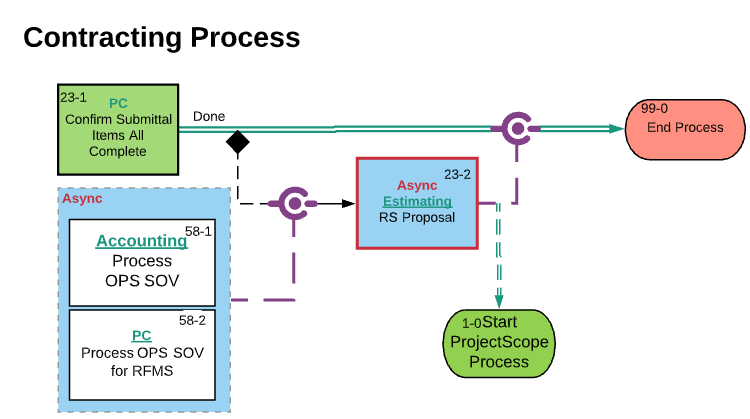 Contracting Process
23-1
PC
Confirm Submittal
Items All
Complete
Done
99-0
End Process
23-2
Async
Estimating
RS Proposal
Async
58-1
Accounting
Process
OPS SOV
58-2
PC
Process OPS SOV
for RFMS
1-0Start
ProjectScope
Process